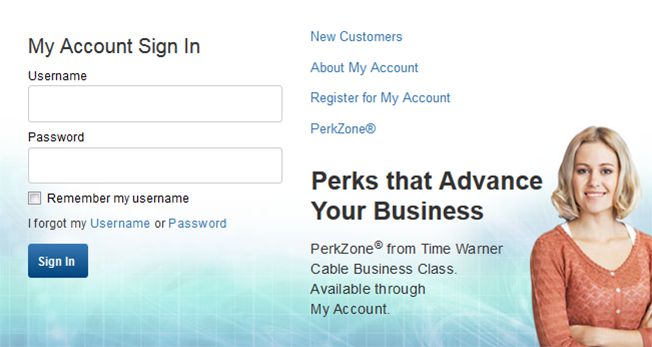 My Account Sign In
Username
Password
Remember my username
I forgot my Username or Password
Sign In
New Customers
About My Account
Register for My Account
PerkZone®
Perks that Advance
Your Business
PerkZone® from Time Warner
Cable Business Class.
Available through
My Account.